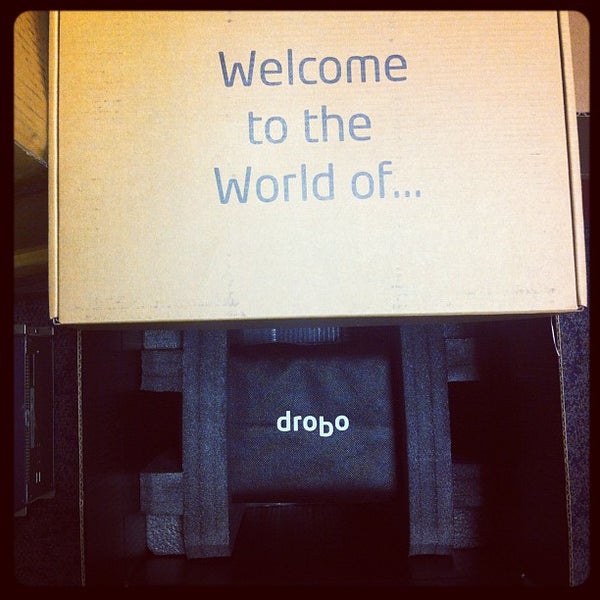 Welcome
to the
World of...
drobo